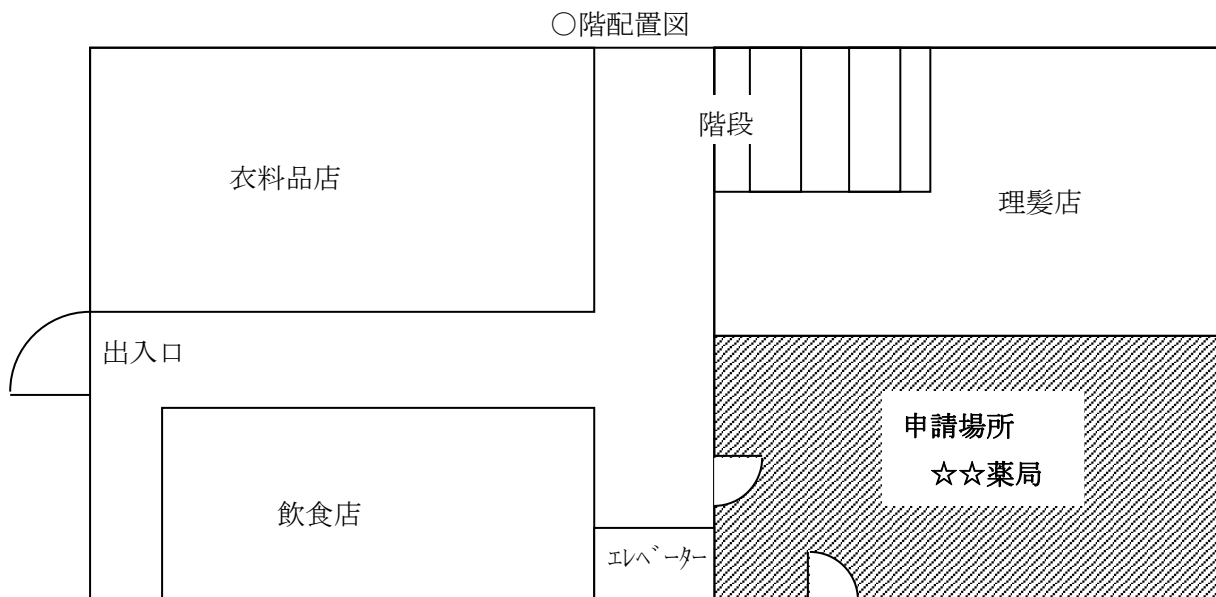 ○階配置図
階段
衣料品店
理髪店
出入口
申請場所
☆☆薬局
飲食店
ｴﾚﾍﾞｰﾀｰ